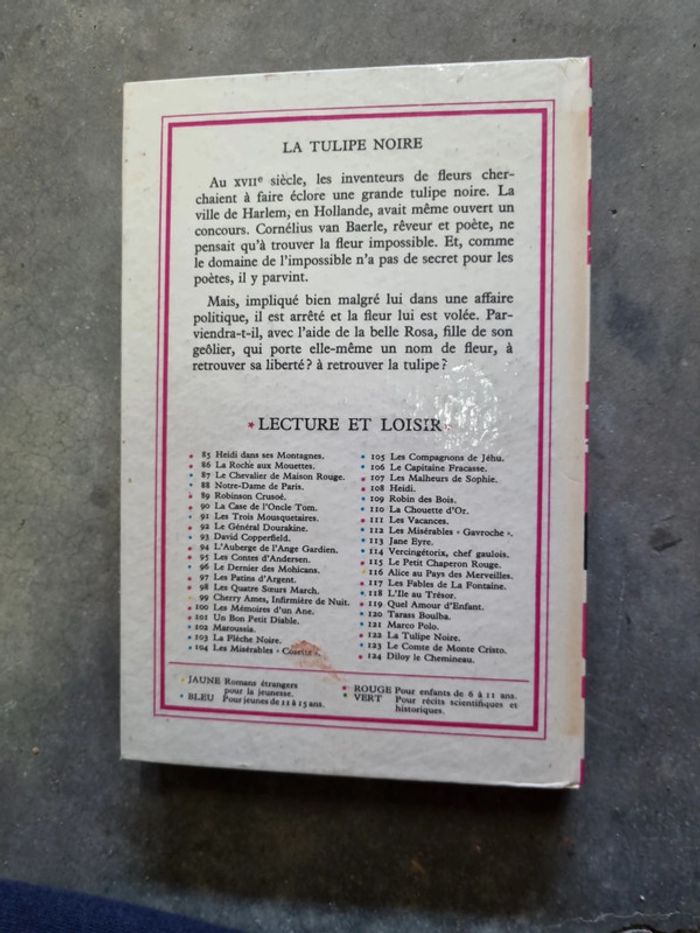 LA TULIPE NOIRE
Au XVIIe siècle, les inventeurs de fleurs cher-
chaient à faire éclore une grande tulipe noire. La
ville de Harlem, en Hollande, avait même ouvert un
concours. Cornélius van Baerle, rêveur et poète, ne
pensait qu'à trouver la fleur impossible. Et, comme
le domaine de l'impossible n'a pas de secret pour les
poètes, il y parvint.
Mais, impliqué bien malgré lui dans une affaire
politique, il est arrêté et la fleur lui est volée. Par-
viendra-t-il, avec l'aide de la belle Rosa, fille de son
geôlier, qui porte elle-même un nom de fleur, à
retrouver sa liberté? à retrouver la tulipe?
* LECTURE ET LOISIR *
85 Heidi dans ses Montagnes.
86 La Roche aux Mouettes.
87 Le Chevalier de Maison Rouge.
88 Notre-Dame de Paris.
89 Robinson Crusoé.
90 La Case de l'Oncle Tom.
91 Les Trois Mousquetaires.
92 Le Général Dourakine.
93 David Copperfield.
94 L'Auberge de l'Ange Gardien.
95 Les Contes d'Andersen.
96 Le Dernier des Mohicans.
97 Les Patins d'Argent.
98 Les Quatre Sœurs March.
99 Cherry Ames, Infirmière de Nuit.
100 Les Mémoires d'un Ane.
101 Un Bon Petit Diable.
102 Maroussia.
103 La Flèche Noire.
104 Les Misérables « Cosette ».
105 Les Compagnons de Jéhu.
106 Le Capitaine Fracasse.
107 Les Malheurs de Sophie.
108 Heidi.
109 Robin des Bois.
110 La Chouette d'Or.
111 Les Vacances.
112 Les Misérables « Gavroche ».
113 Jane Eyre.
114 Vercingétorix, chef gaulois.
115 Le Petit Chaperon Rouge.
116 Alice au Pays des Merveilles.
117 Les Fables de La Fontaine.
118 L'Ile au Trésor.
119 Quel Amour d'Enfant.
120 Tarass Boulba.
121 Marco Polo.
122 La Tulipe Noire.
123 Le Comte de Monte Cristo.
124 Diloy le Chemineau.
JAUNE Romans étrangers
pour la jeunesse.
BLEU Pour jeunes de 11 à 15 ans.
ROUGE Pour enfants de 6 à 11 ans.
VERT Pour récits scientifiques et
historiques.